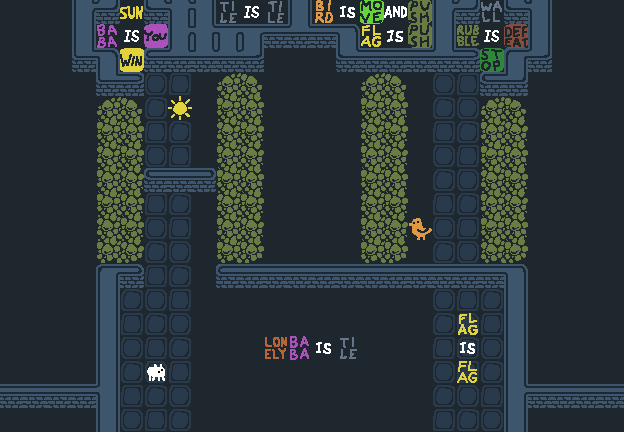 SUN TILE IS TILE BIRD IS MOVE AND PUSH WALL
BABA IS YOU FLAG IS PUSH RUBBLE IS DEFEAT
WIN STOP
FLAG
LONELY BABA IS TILE IS
FLAG